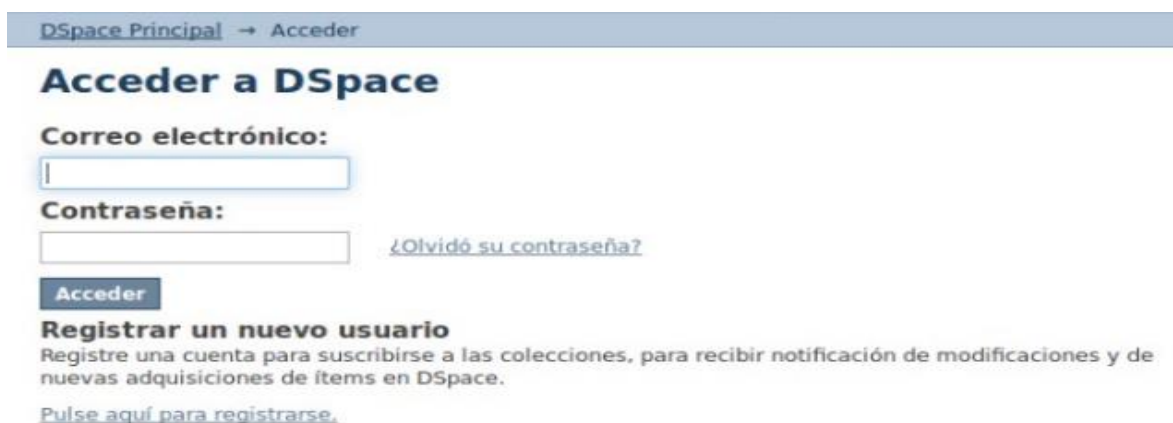 DSpace Principal → Acceder
Acceder a DSpace
Correo electrónico:
Contraseña:
¿Olvidó su contraseña?
Acceder
Registrar un nuevo usuario
Registre una cuenta para suscribirse a las colecciones, para recibir notificación de modificaciones y de
nuevas adquisiciones de ítems en DSpace.
Pulse aquí para registrarse.